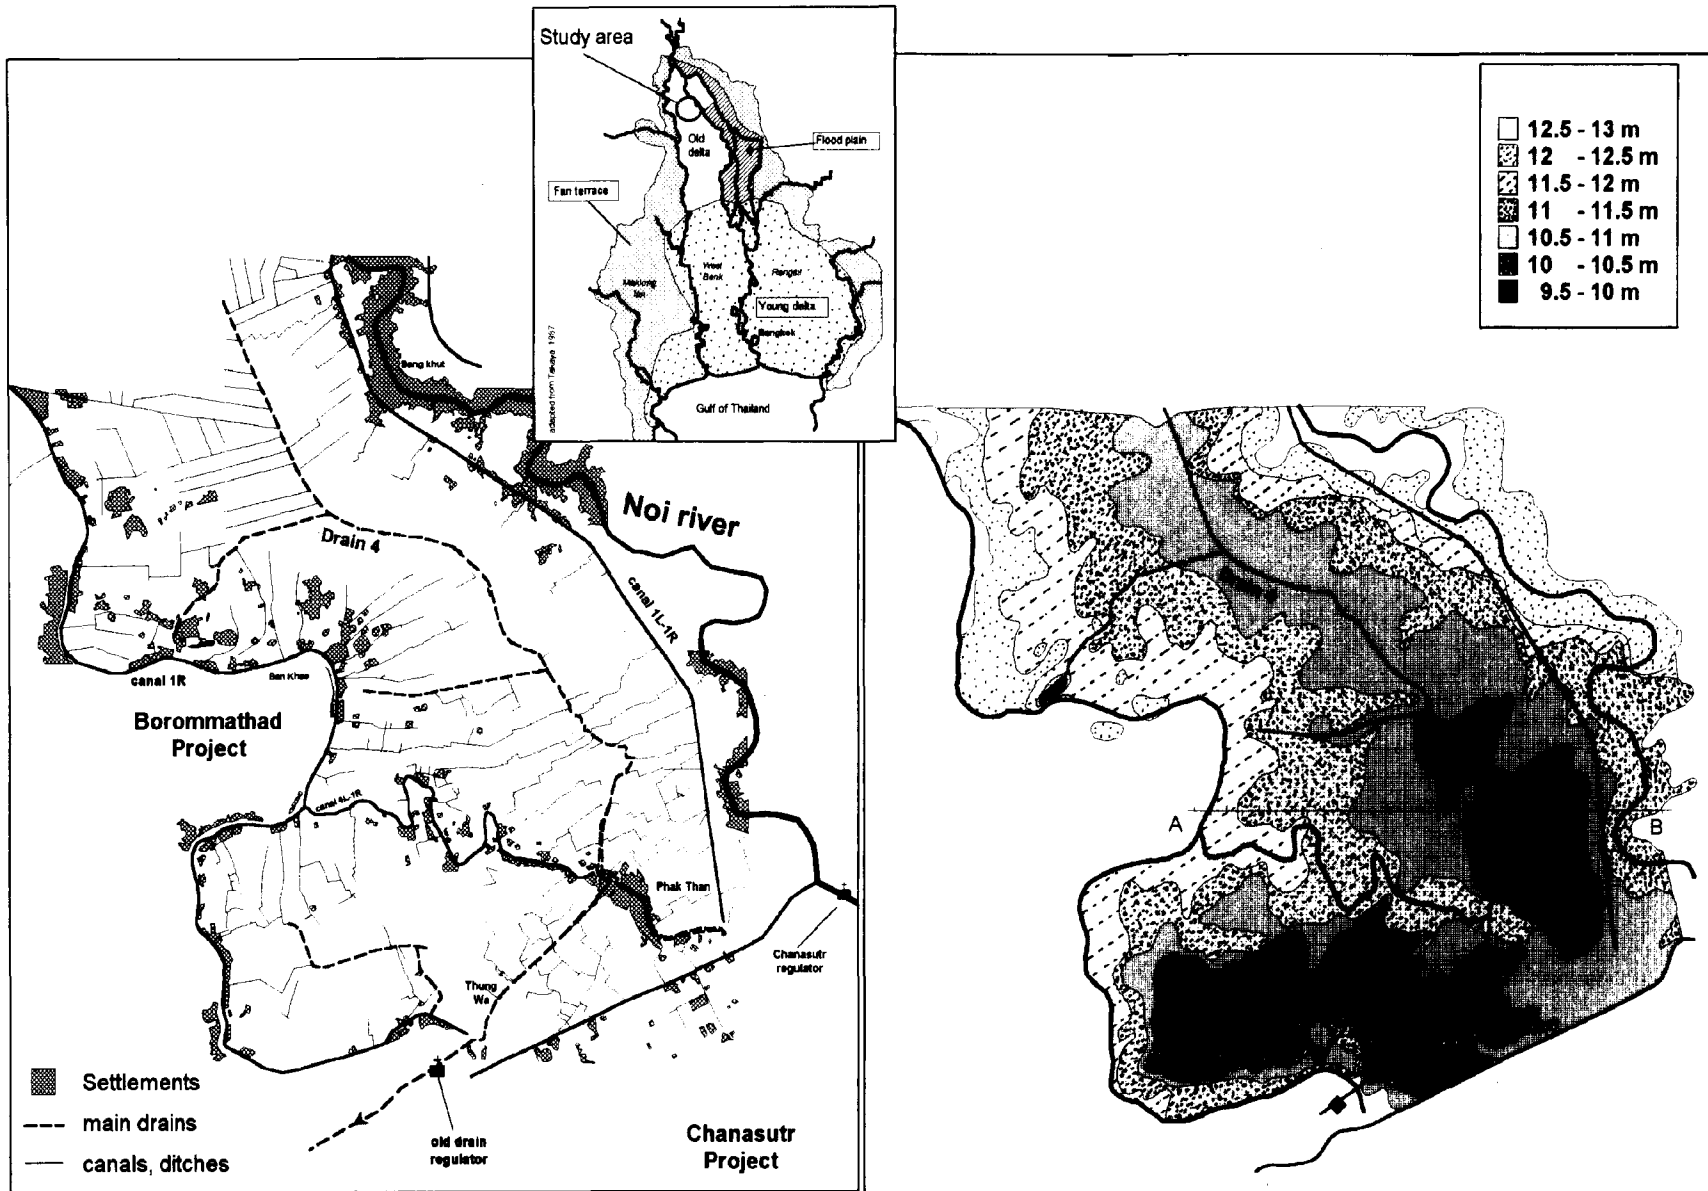 Study area
Old
delta
Flood plain
Fan terrace
West
Bank
Rangsit
Young delta
Bangkok
Gulf of Thailand
adapted from Takaya 1987
Bang khut
Noi river
Drain 4
canal 1L-1R
canal 1R
Ban Khae
Borommathad
Project
canal 4L-1R
Phak Than
Chanasutr
regulator
Thung
Wa
old drain
regulator
Chanasutr
Project
Settlements
main drains
canals, ditches
12.5 - 13 m
12 - 12.5 m
11.5 - 12 m
11 - 11.5 m
10.5 - 11 m
10 - 10.5 m
9.5 - 10 m
Drain 4
A
B